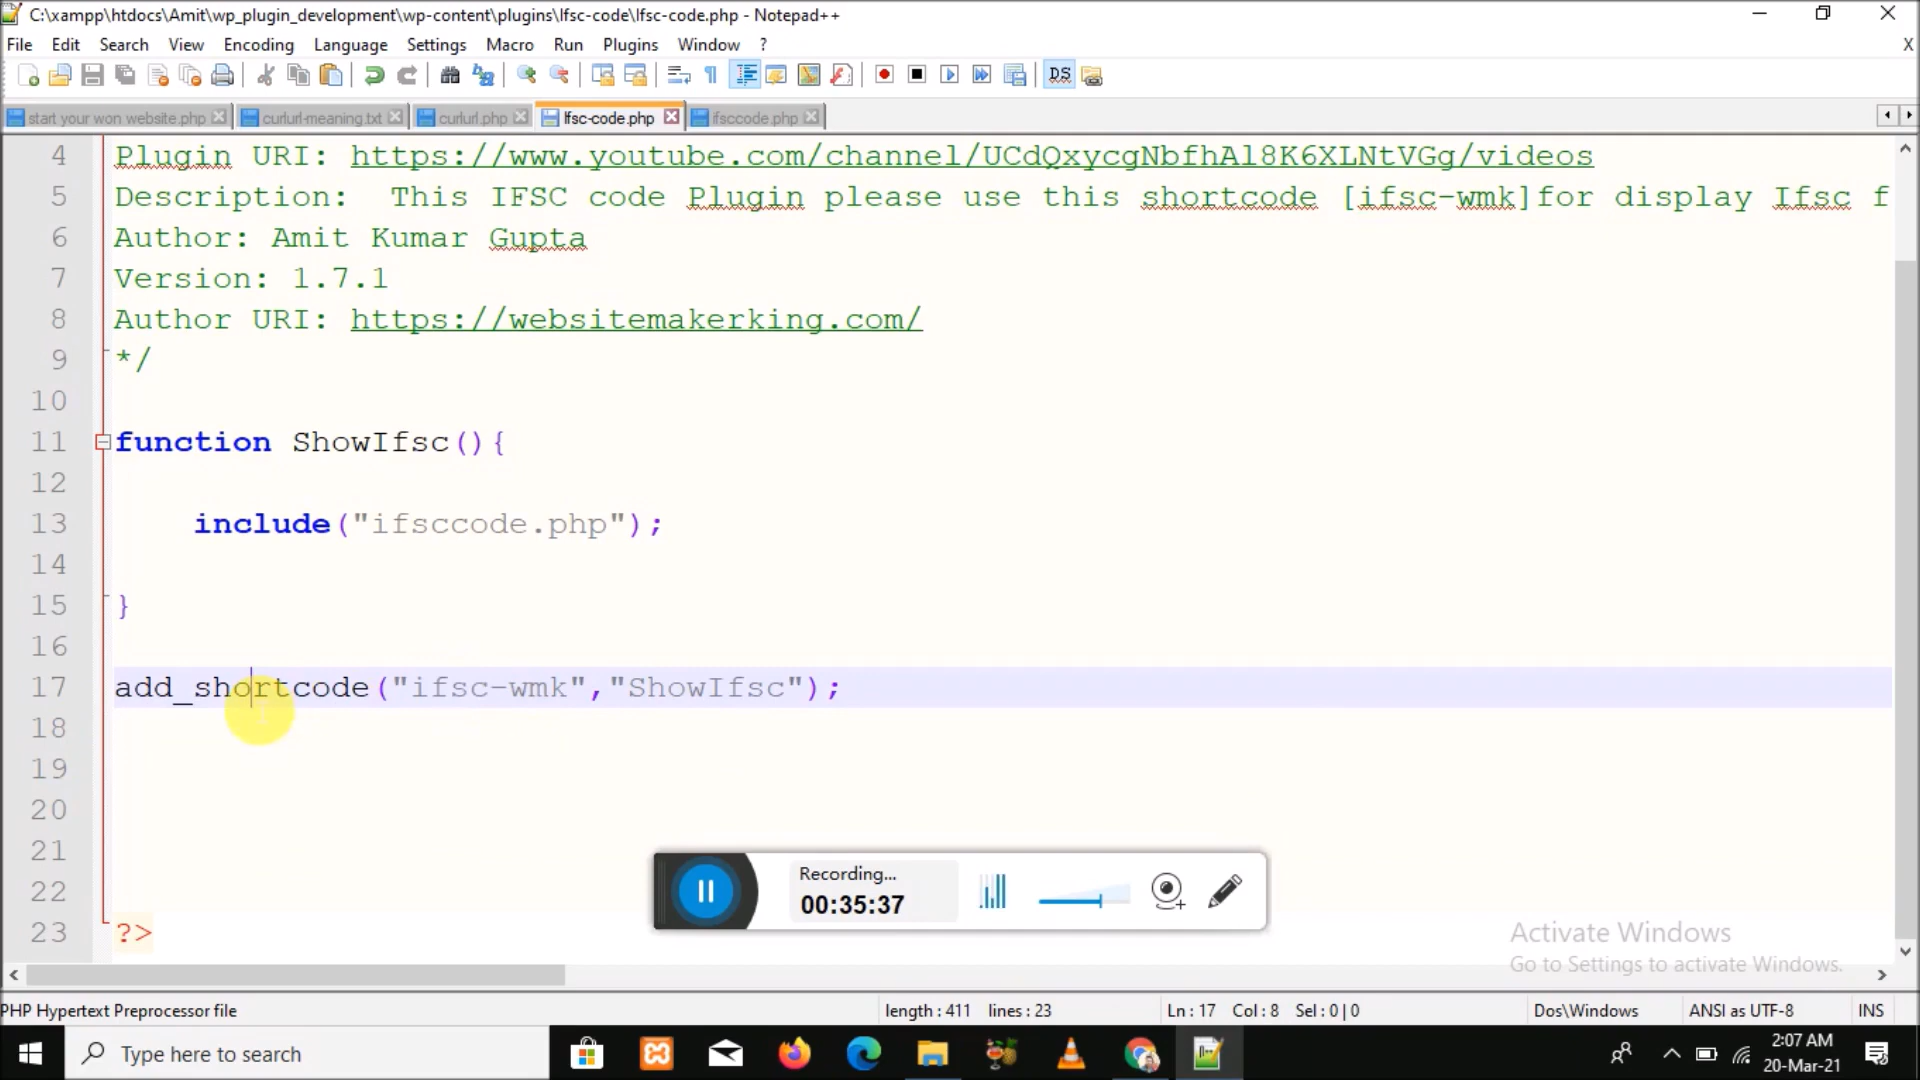 C:\xampp\htdocs\Amit\wp_plugin_development\wp-content\plugins\Ifsc-code\Ifsc-code.php - Notepad++
File Edit Search View Encoding Language Settings Macro Run Plugins Window ? X
start your won website.php curlurl-meaning.txt curlurl.php Ifsc-code.php ifsccode.php
4 Plugin URI: https://www.youtube.com/channel/UCdQxycgNbfhAl8K6XLNtVGg/videos
5 Description:  This IFSC code Plugin please use this shortcode [ifsc-wmk]for display Ifsc f
6 Author: Amit Kumar Gupta
7 Version: 1.7.1
8 Author URI: https://websitemakerking.com/
9 */
10
11 function ShowIfsc(){
12
13 include("ifsccode.php");
14
15 }
16
17 add_shortcode("ifsc-wmk","ShowIfsc");
18
19
20
21
22
23 ?>
Recording...
00:35:37
Activate Windows
Go to Settings to activate Windows.
PHP Hypertext Preprocessor file length : 411 lines : 23 Ln : 17 Col : 8 Sel : 0 | 0 Dos\Windows ANSI as UTF-8 INS
Type here to search
2:07 AM
20-Mar-21